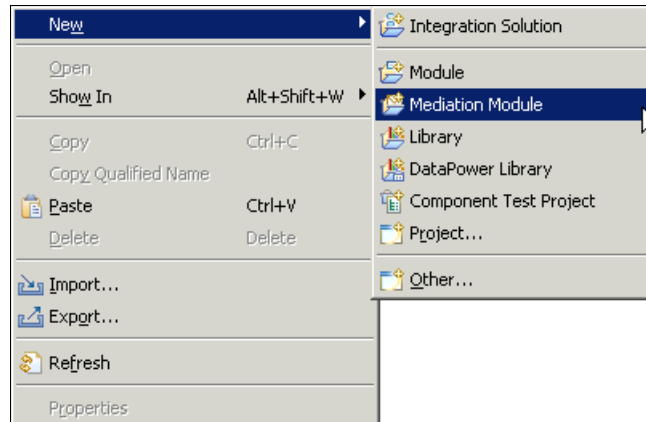 New
Open
Show In Alt+Shift+W
Copy Ctrl+C
Copy Qualified Name
Paste Ctrl+V
Delete Delete
Import...
Export...
Refresh
Properties
Integration Solution
Module
Mediation Module
Library
DataPower Library
Component Test Project
Project...
Other...